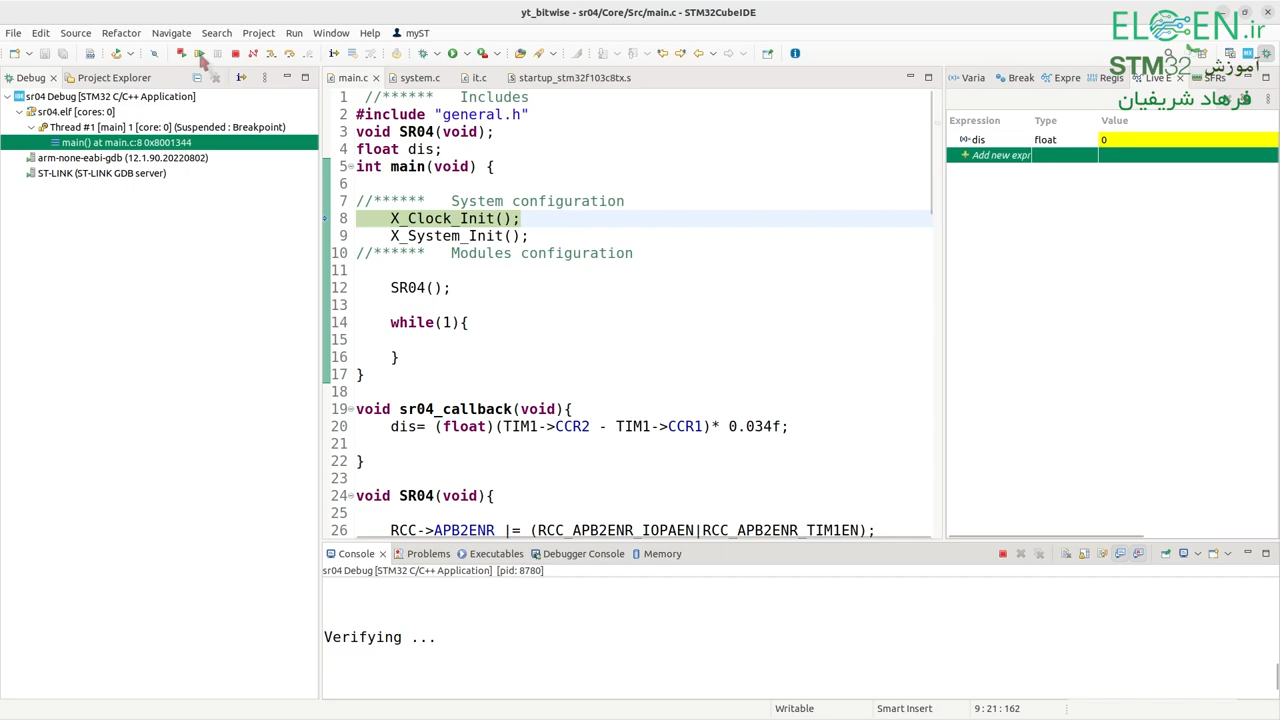 yt_bitwise - sr04/Core/Src/main.c - STM32CubeIDE
ELOGEN.ir
File Edit Source Refactor Navigate Search Project Run Window Help myST
آموزش STM32
فرهاد شریفیان
Debug Project Explorer
main.c system.c it.c startup_stm32f103c8tx.s
Varia Break Expre Regis Live E SFRs
sr04 Debug [STM32 C/C++ Application]
sr04.elf [cores: 0]
Thread #1 [main] 1 [core: 0] (Suspended : Breakpoint)
main() at main.c:8 0x8001344
arm-none-eabi-gdb (12.1.90.20220802)
ST-LINK (ST-LINK GDB server)
1 //****** Includes
2 #include "general.h"
3 void SR04(void);
4 float dis;
5 int main(void) {
6
7 //****** System configuration
8 X_Clock_Init();
9 X_System_Init();
10 //****** Modules configuration
11
12 SR04();
13
14 while(1){
15
16 }
17 }
18
19 void sr04_callback(void){
20 dis= (float)(TIM1->CCR2 - TIM1->CCR1)* 0.034f;
21
22 }
23
24 void SR04(void){
25
26 RCC->APB2ENR |= (RCC_APB2ENR_IOPAEN|RCC_APB2ENR_TIM1EN);
Expression Type Value
dis float 0
Add new expr
Console Problems Executables Debugger Console Memory
sr04 Debug [STM32 C/C++ Application] [pid: 8780]
Verifying ...
Writable Smart Insert 9 : 21 : 162